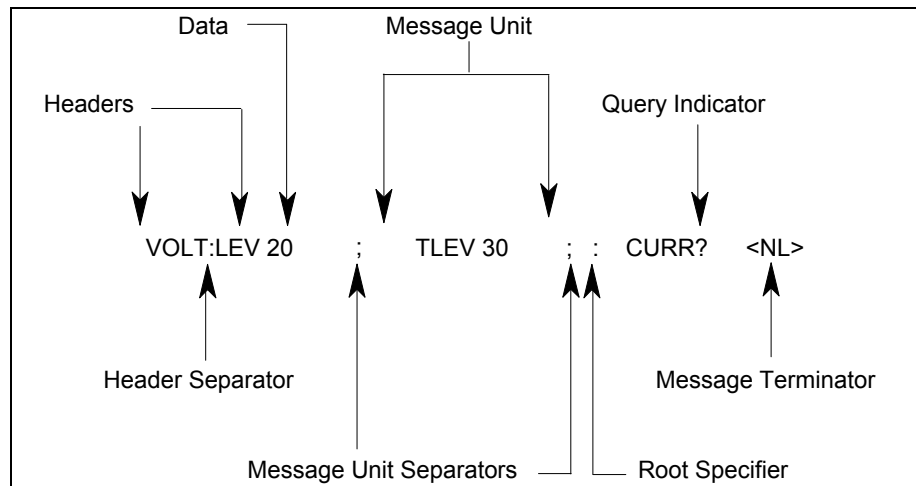 Data Message Unit
Headers Query Indicator
VOLT:LEV 20 ; TLEV 30 ; : CURR? <NL>
Header Separator Message Terminator
Message Unit Separators Root Specifier